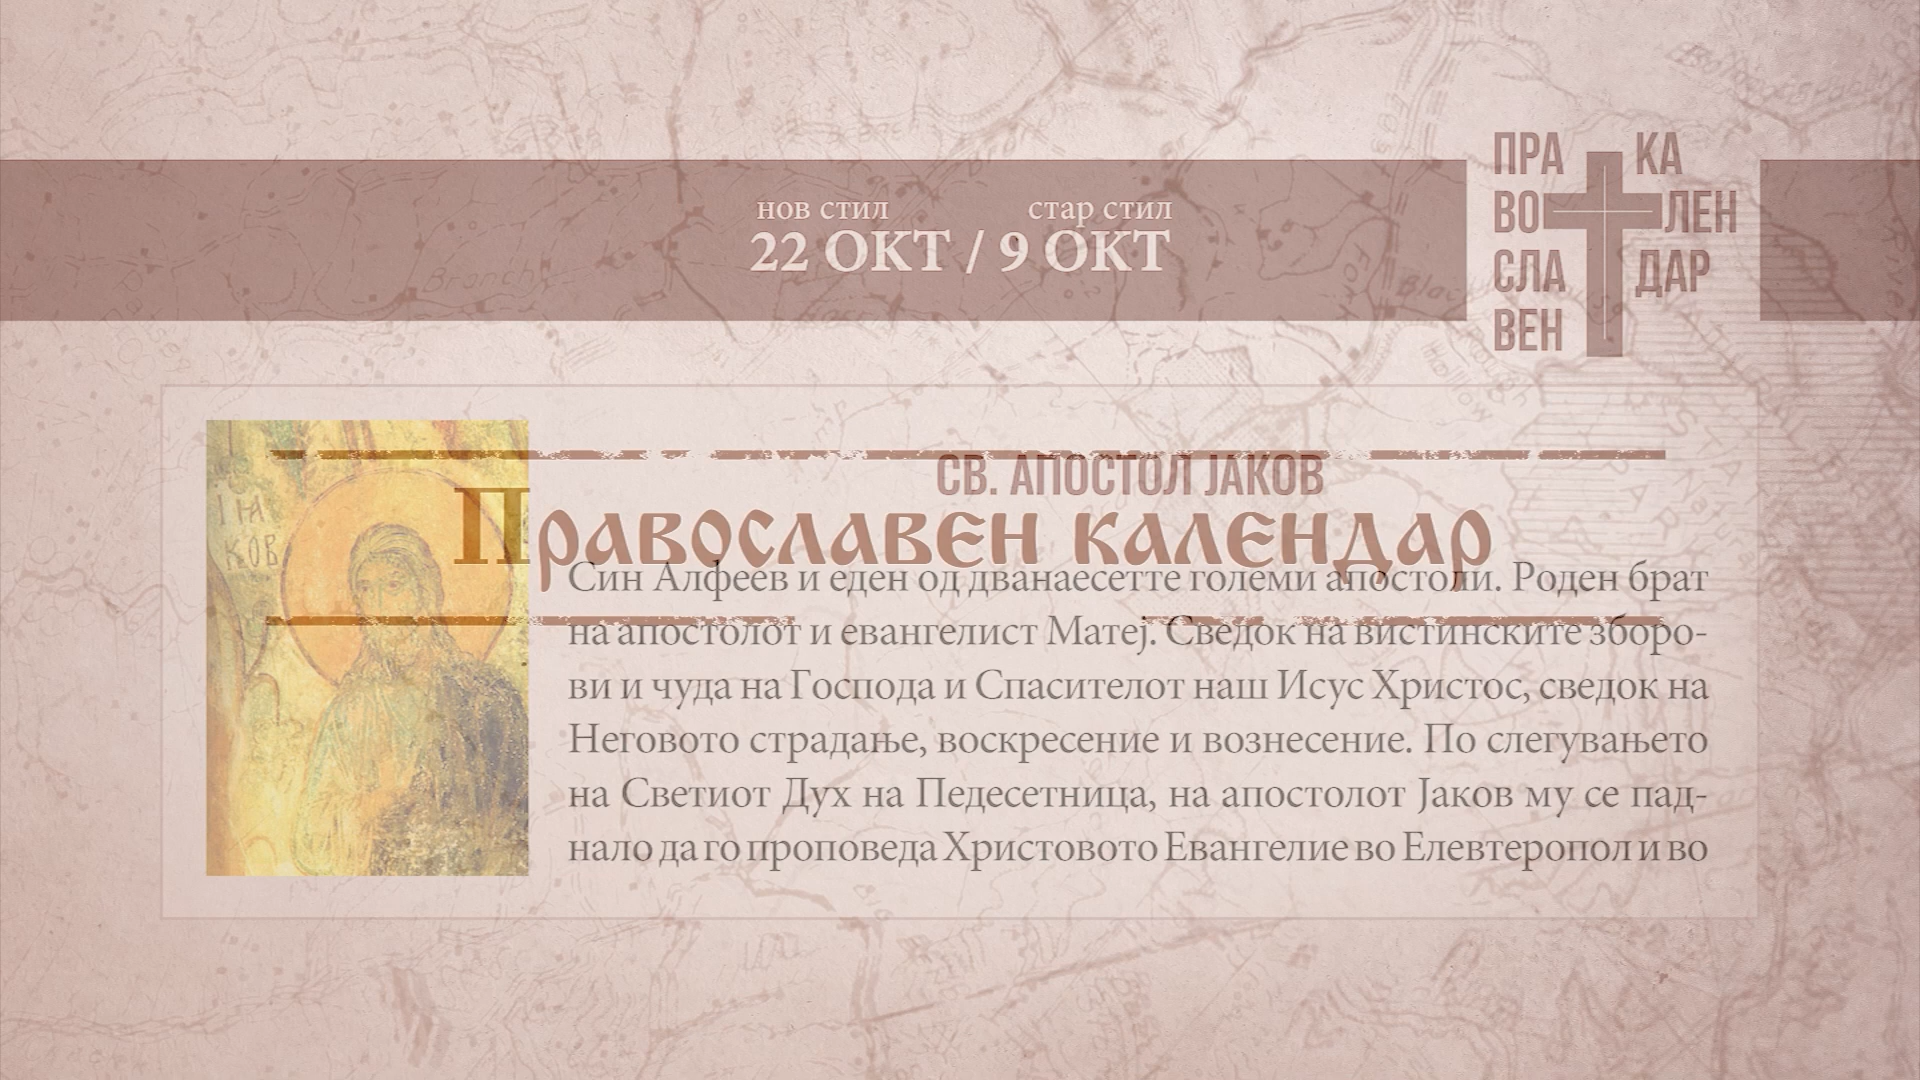 нов стил стар стил
22 ОКТ / 9 ОКТ
ПРА КА
ВО ЛЕН
СЛА ДАР
ВЕН
СВ. АПОСТОЛ ЈАКОВ
Православен календар
Син Алфеев и еден од дванаесетте големи апостоли. Роден брат
на апостолот и евангелист Матеј. Сведок на вистинските зборо-
ви и чуда на Господа и Спасителот наш Исус Христос, сведок на
Неговото страдање, воскресение и вознесение. По слегувањето
на Светиот Дух на Педесетница, на апостолот Јаков му се пад-
нало да го проповеда Христовото Евангелие во Елевтеропол и во
КОВ